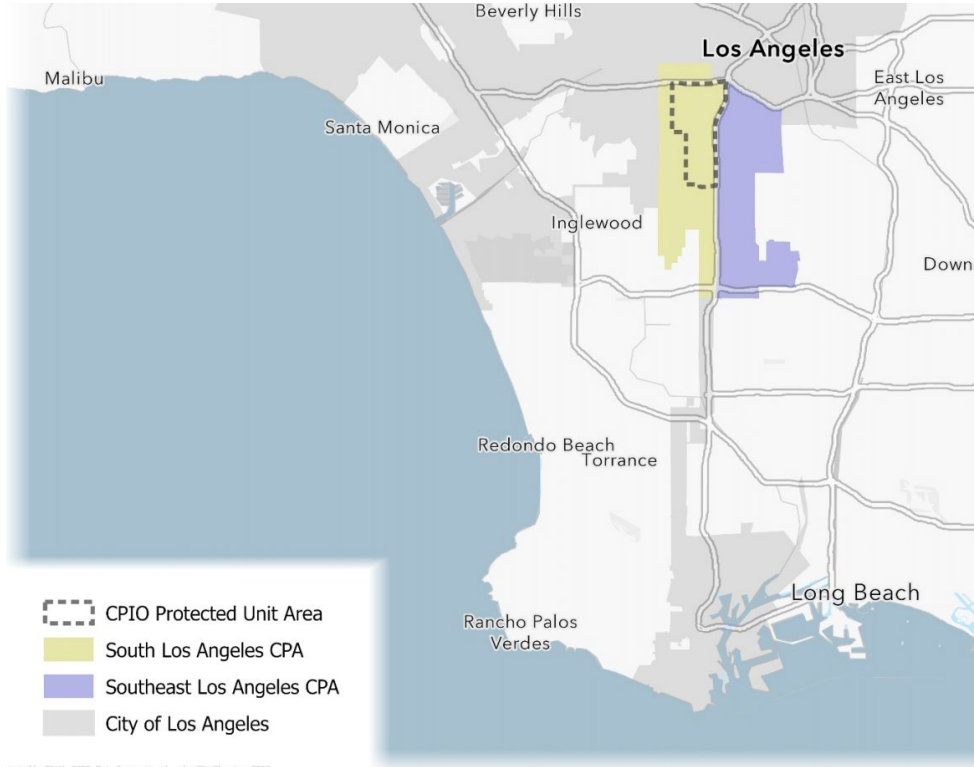 Beverly Hills
Los Angeles
Malibu
East Los
Angeles
Santa Monica
Inglewood
Down
Redondo Beach
Torrance
Long Beach
Rancho Palos
Verdes
CPIO Protected Unit Area
South Los Angeles CPA
Southeast Los Angeles CPA
City of Los Angeles